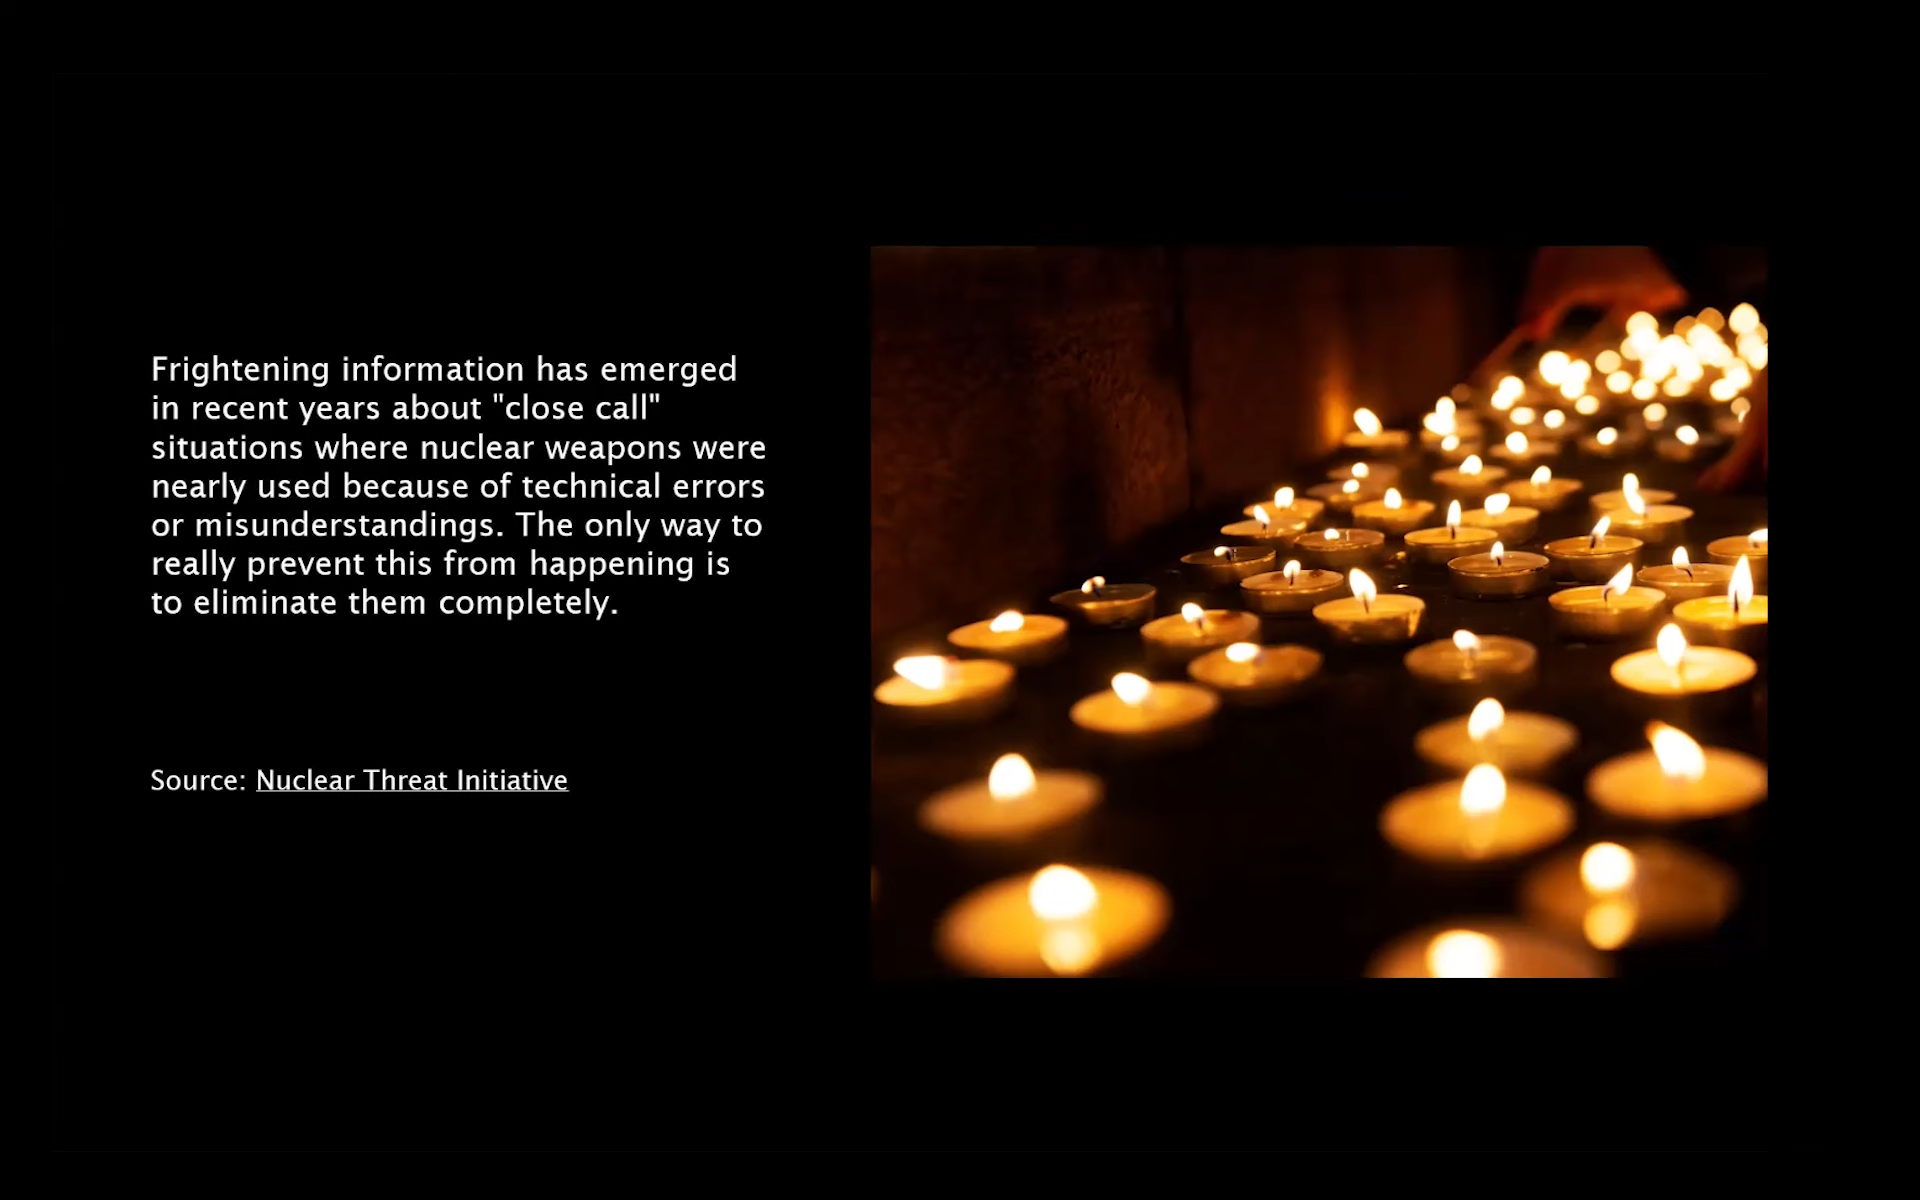 Frightening information has emerged
in recent years about "close call"
situations where nuclear weapons were
nearly used because of technical errors
or misunderstandings. The only way to
really prevent this from happening is
to eliminate them completely.
Source: Nuclear Threat Initiative